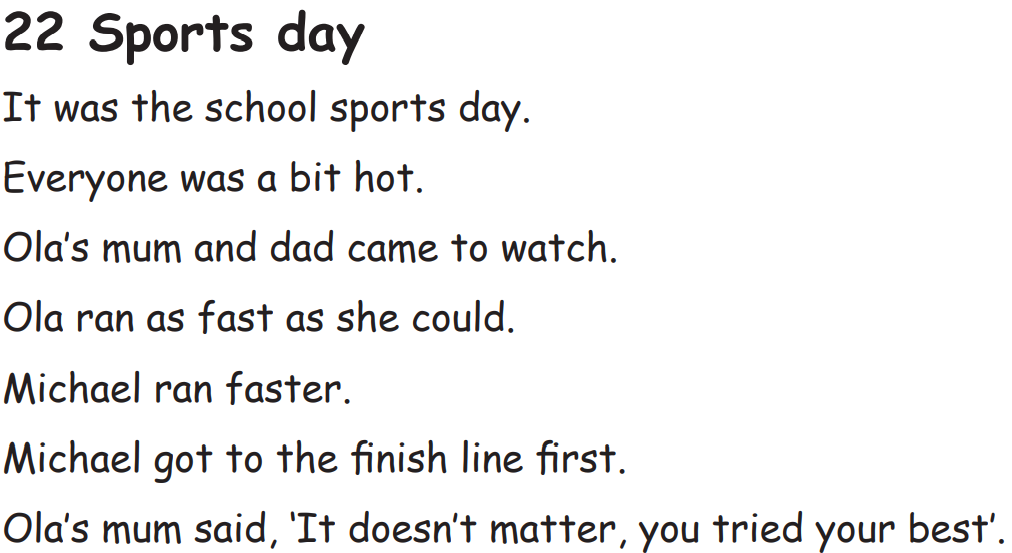 22 Sports day
It was the school sports day.
Everyone was a bit hot.
Ola’s mum and dad came to watch.
Ola ran as fast as she could.
Michael ran faster.
Michael got to the finish line first.
Ola’s mum said, ‘It doesn’t matter, you tried your best’.